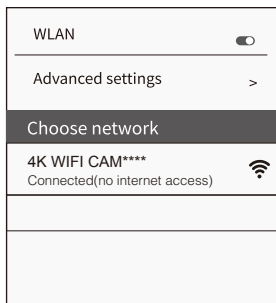 WLAN
Advanced settings >
Choose network
4K WIFI CAM****
Connected(no internet access)